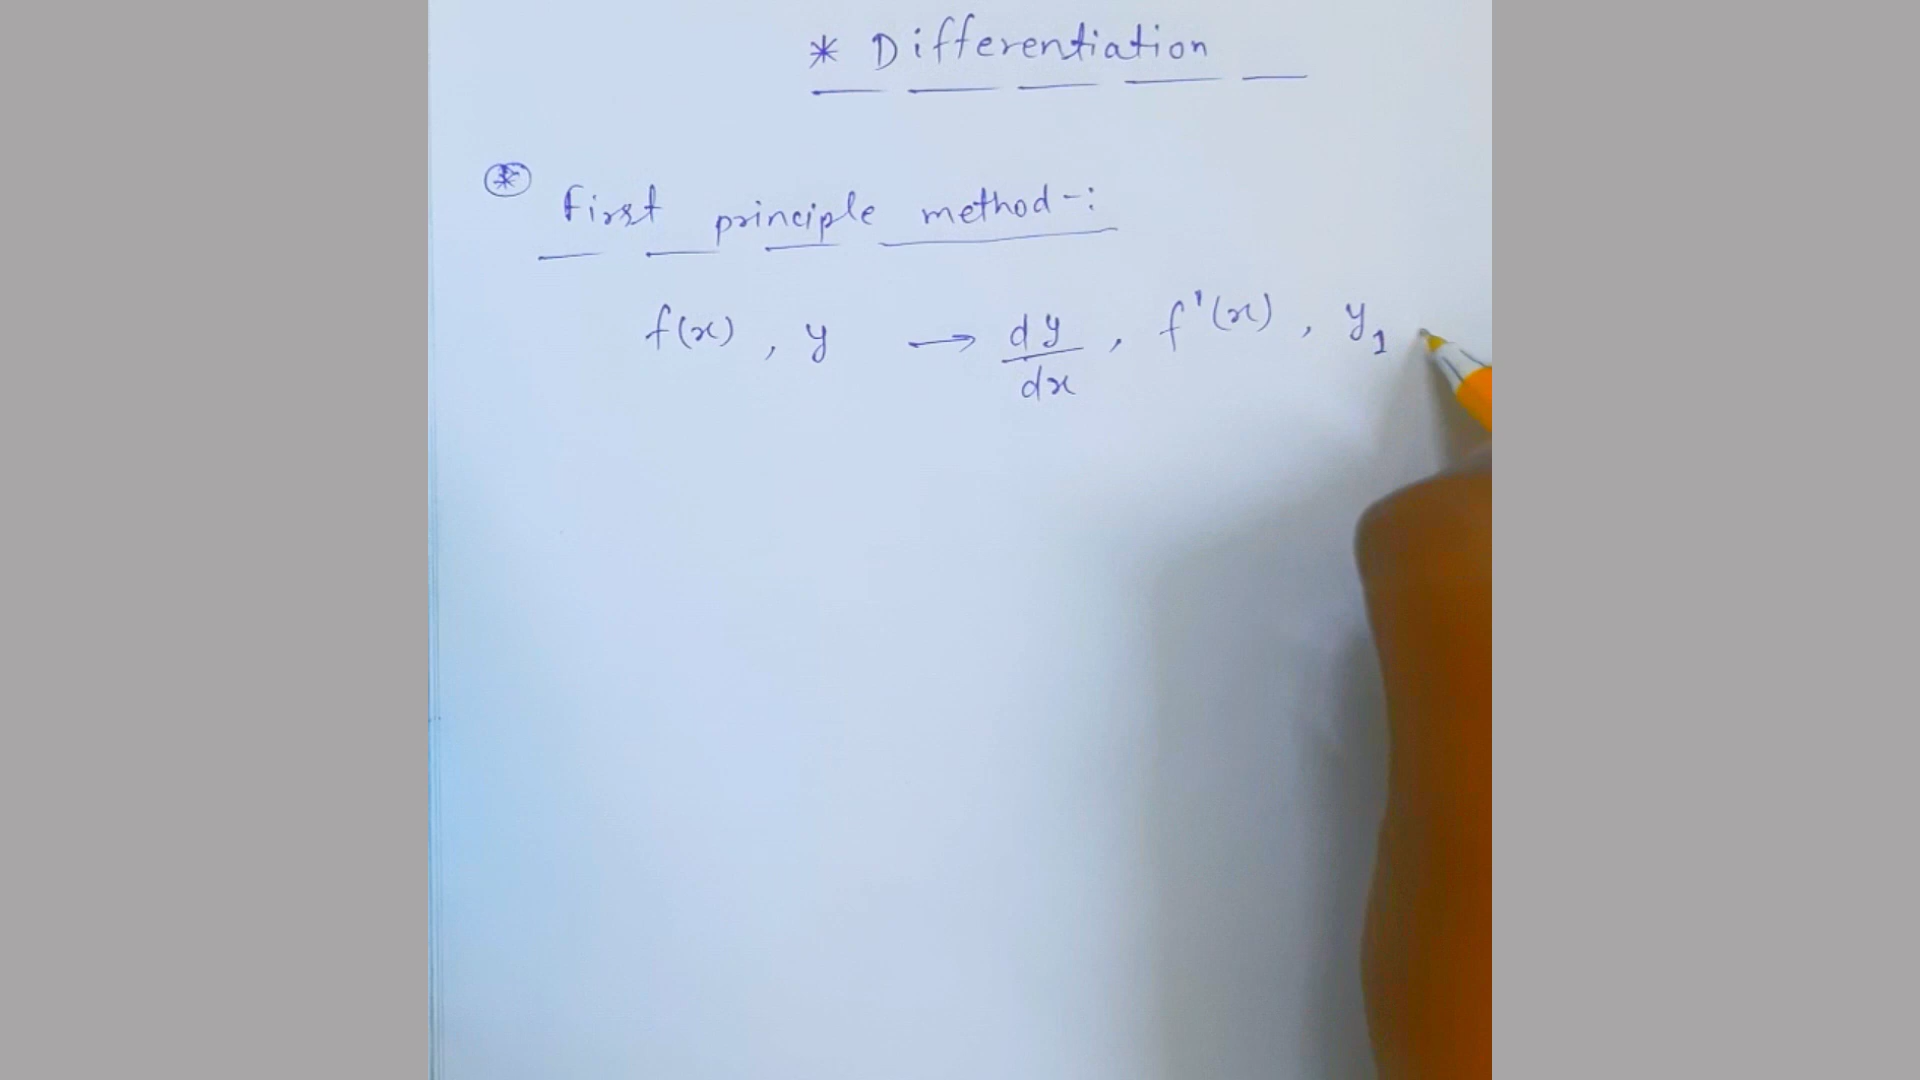 * Differentiation
* First principle method-:
f(x), y → dy/dx, f'(x), y₁